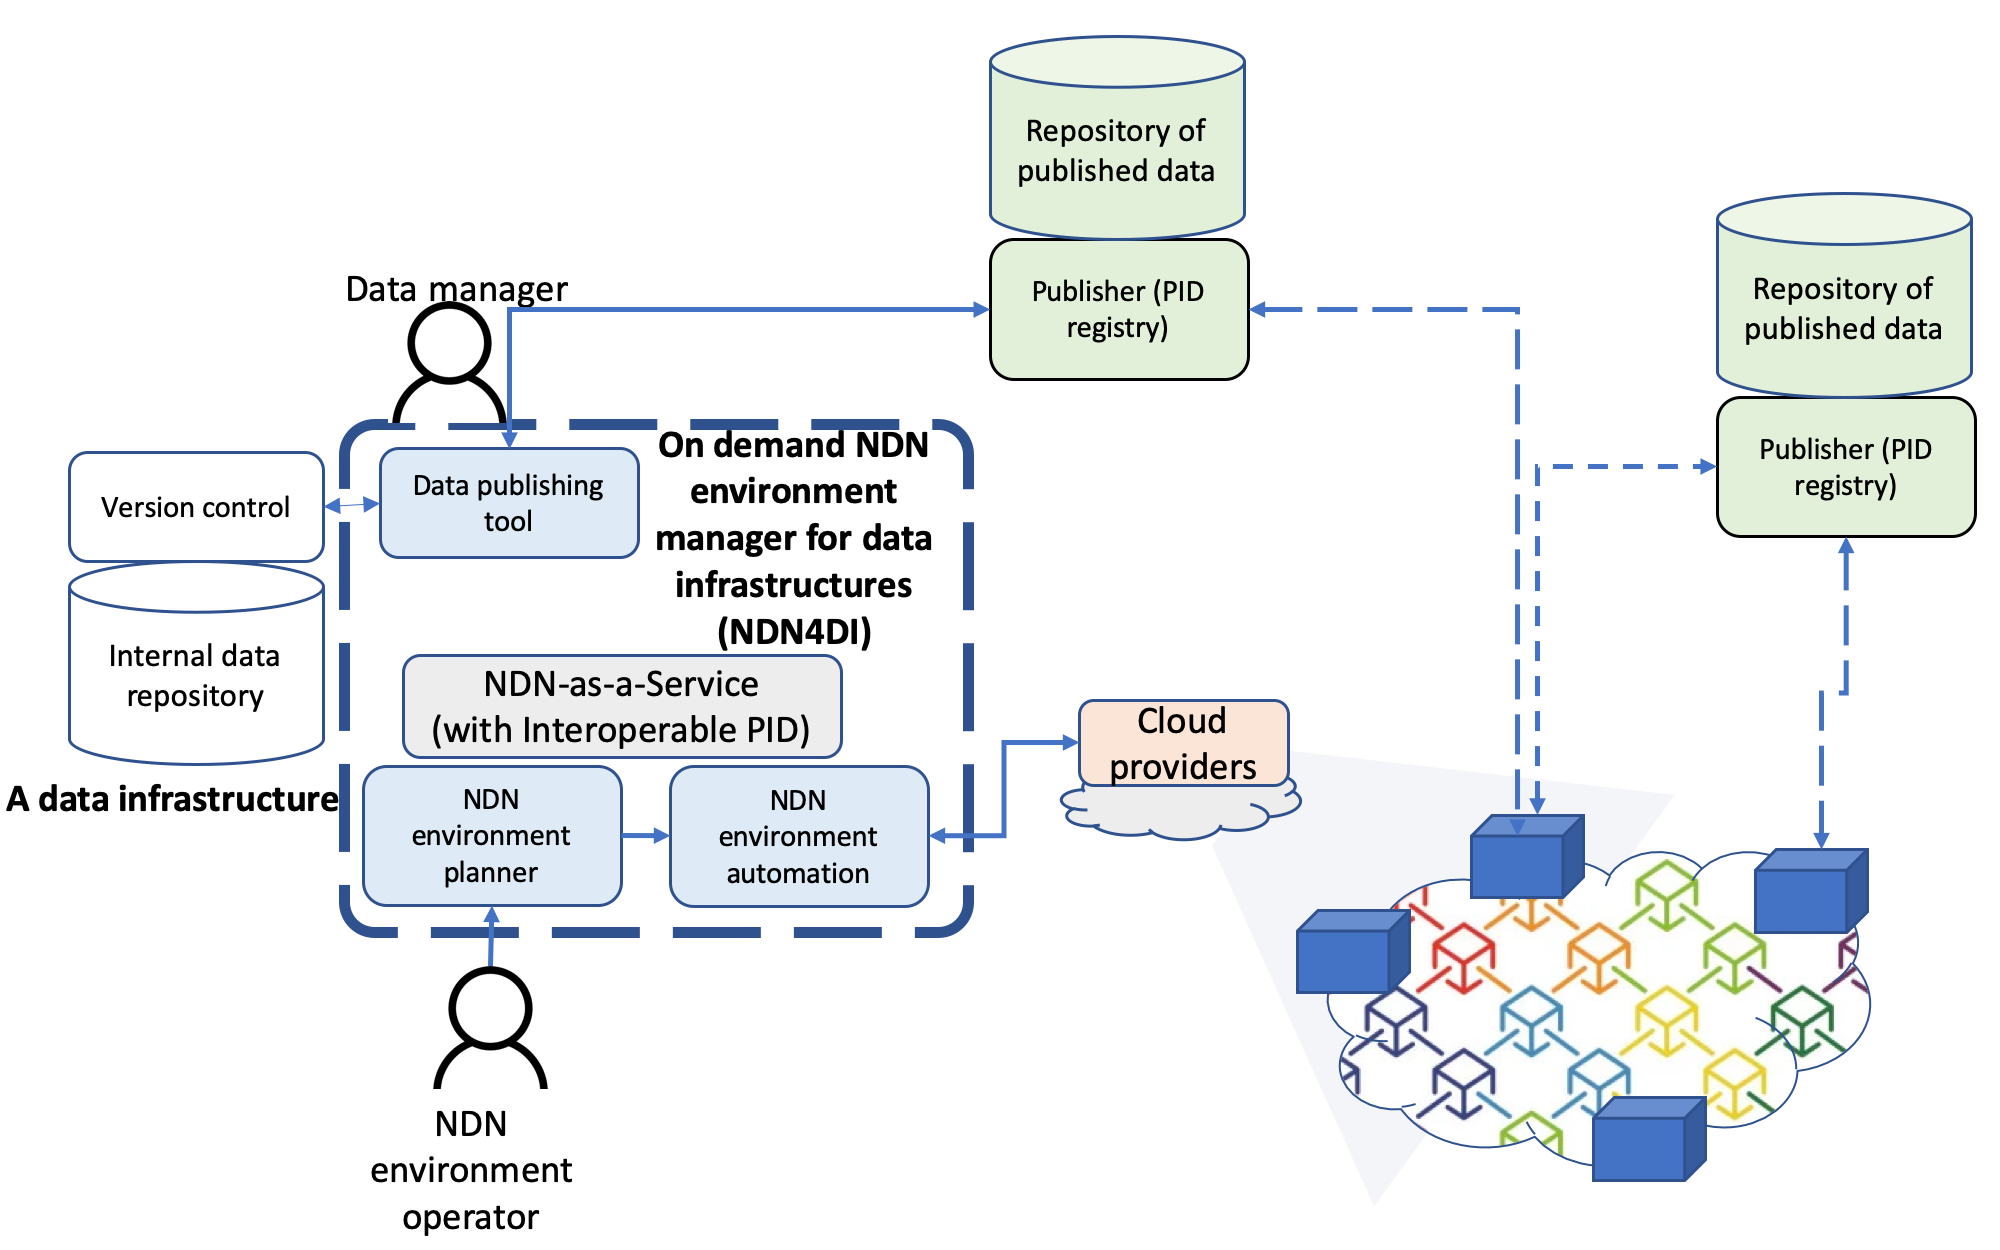 Repository of
published data
Publisher (PID
registry)
Repository of
published data
Publisher (PID
registry)
Data manager
Version control
Internal data
repository
A data infrastructure
Data publishing
tool
On demand NDN
environment
manager for data
infrastructures
(NDN4DI)
NDN-as-a-Service
(with Interoperable PID)
NDN
environment
planner
NDN
environment
automation
Cloud
providers
NDN
environment
operator